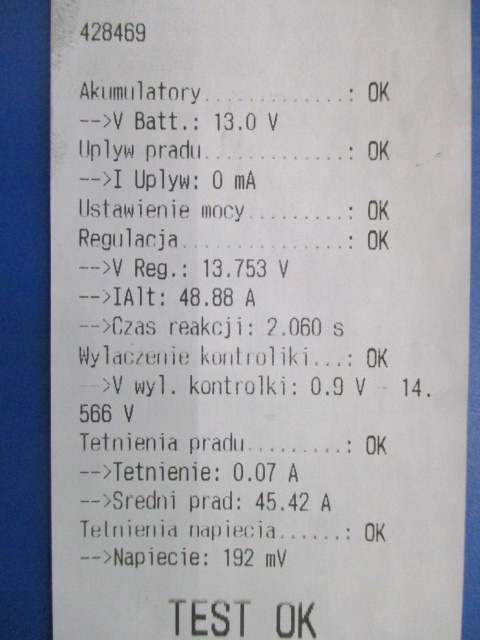 428469
Akumulatory..............: OK
-->V Batt.: 13.0 V
Uplyw pradu..............: OK
-->I Uplyw: 0 mA
Ustawienie mocy.........: OK
Regulacja................: OK
-->V Reg.: 13.753 V
-->IAlt: 48.88 A
-->Czas reakcji: 2.060 s
Wylaczenie kontroliki...: OK
-->V wyl. kontrolki: 0.9 V - 14.
566 V
Tetnienia pradu.........: OK
-->Tetnienie: 0.07 A
-->Sredni prad: 45.42 A
Tetnienia napiecia......: OK
-->Napiecie: 192 mV
TEST OK